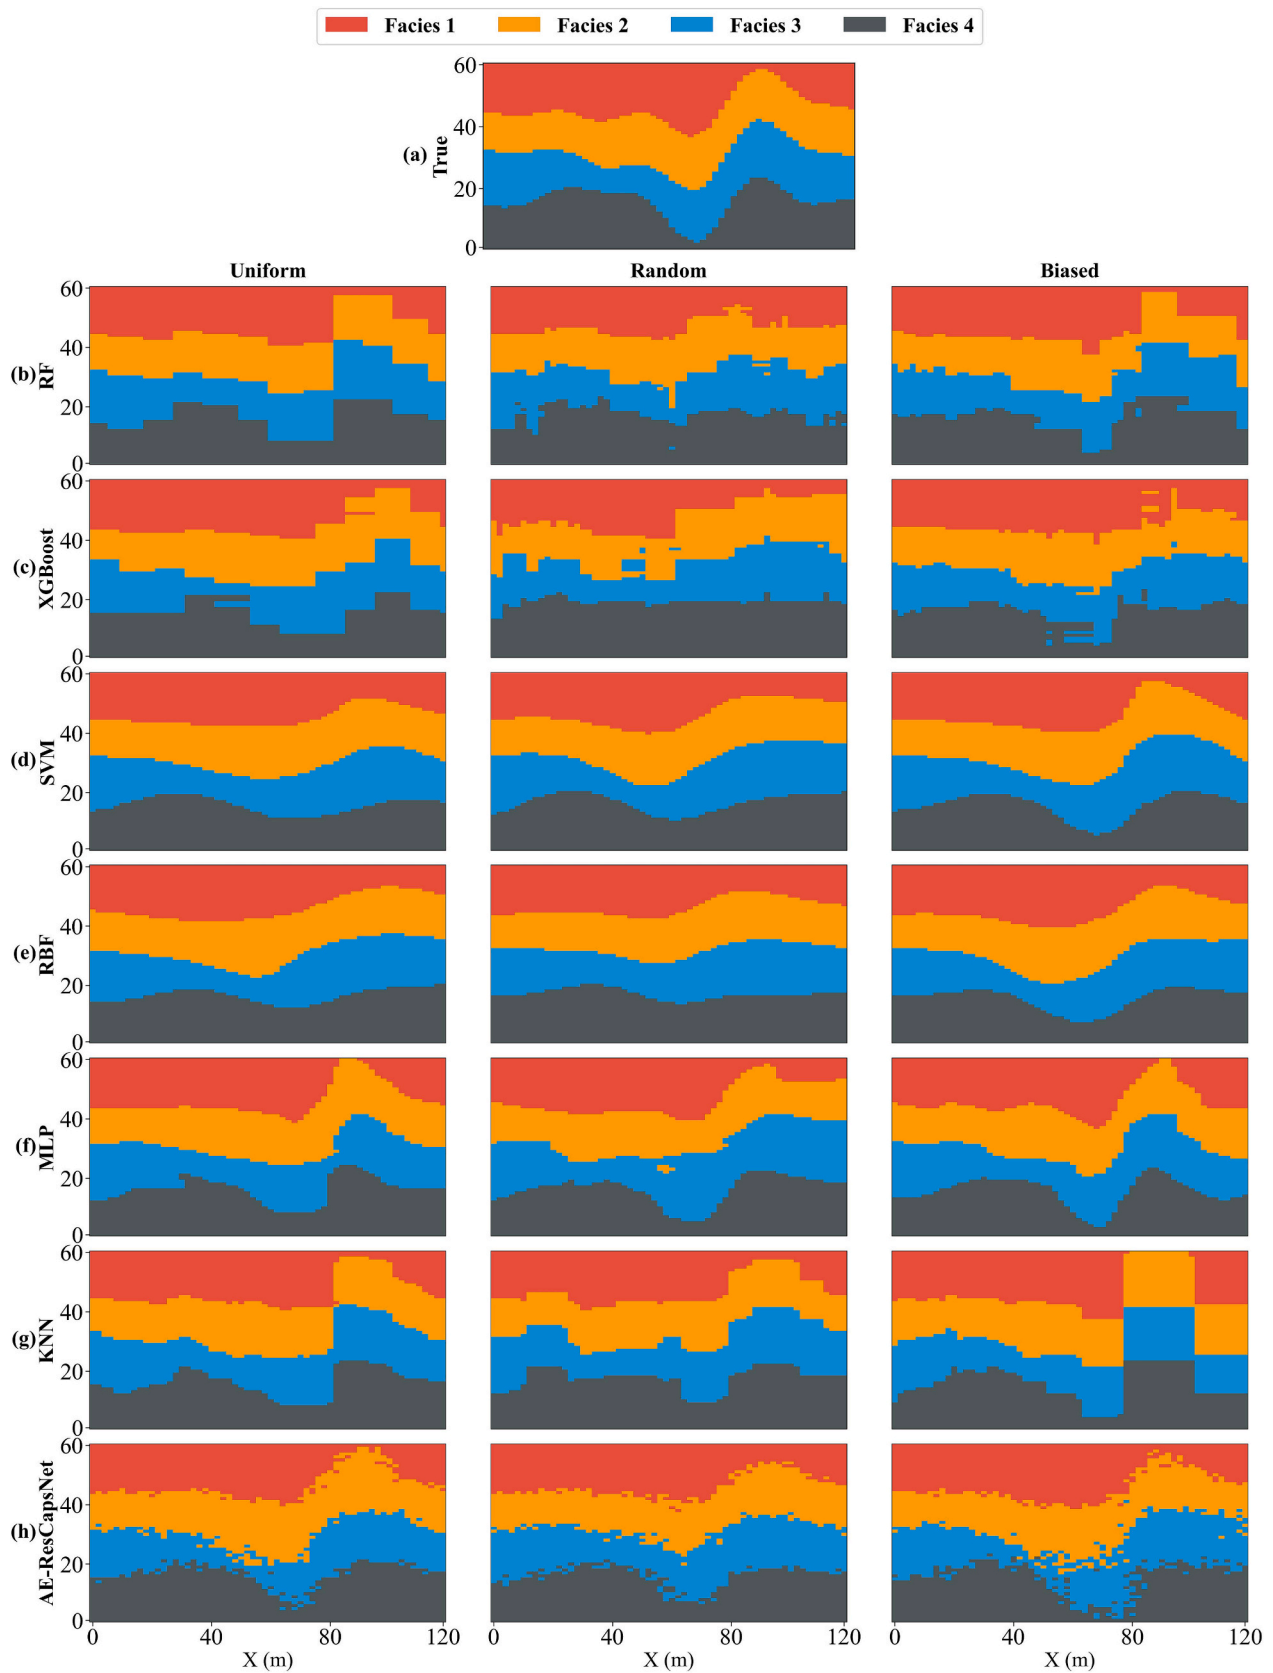 Facies 1 Facies 2 Facies 3 Facies 4
60
40
20
0
(a) True
Uniform Random Biased
60
40
20
0
(b) RF
60
40
20
0
(c) XGBoost
60
40
20
0
(d) SVM
60
40
20
0
(e) RBF
60
40
20
0
(f) MLP
60
40
20
0
(g) KNN
60
40
20
0
(h) AE-ResCapsNet
0 40 80 120 0 40 80 120 0 40 80 120
X (m) X (m) X (m)